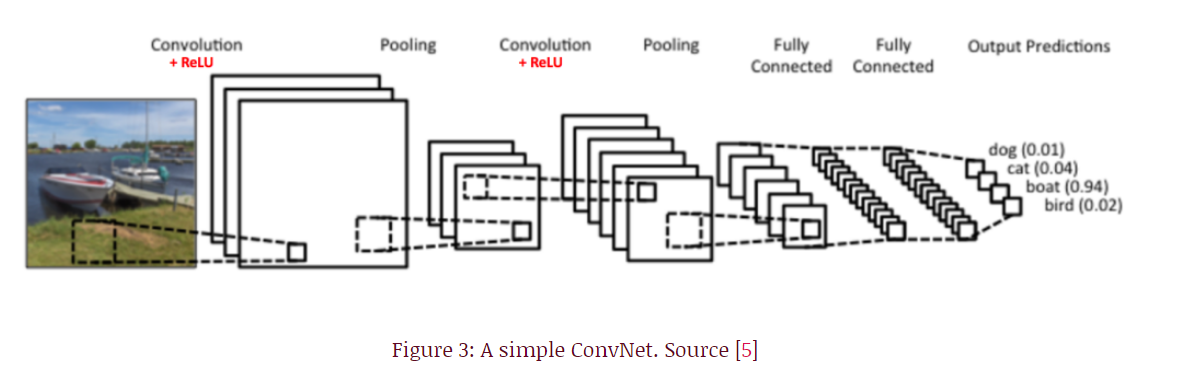 Convolution
+ ReLU
Pooling
Convolution
+ ReLU
Pooling
Fully
Connected
Fully
Connected
Output Predictions
dog (0.01)
cat (0.04)
boat (0.94)
bird (0.02)
Figure 3: A simple ConvNet. Source [5]